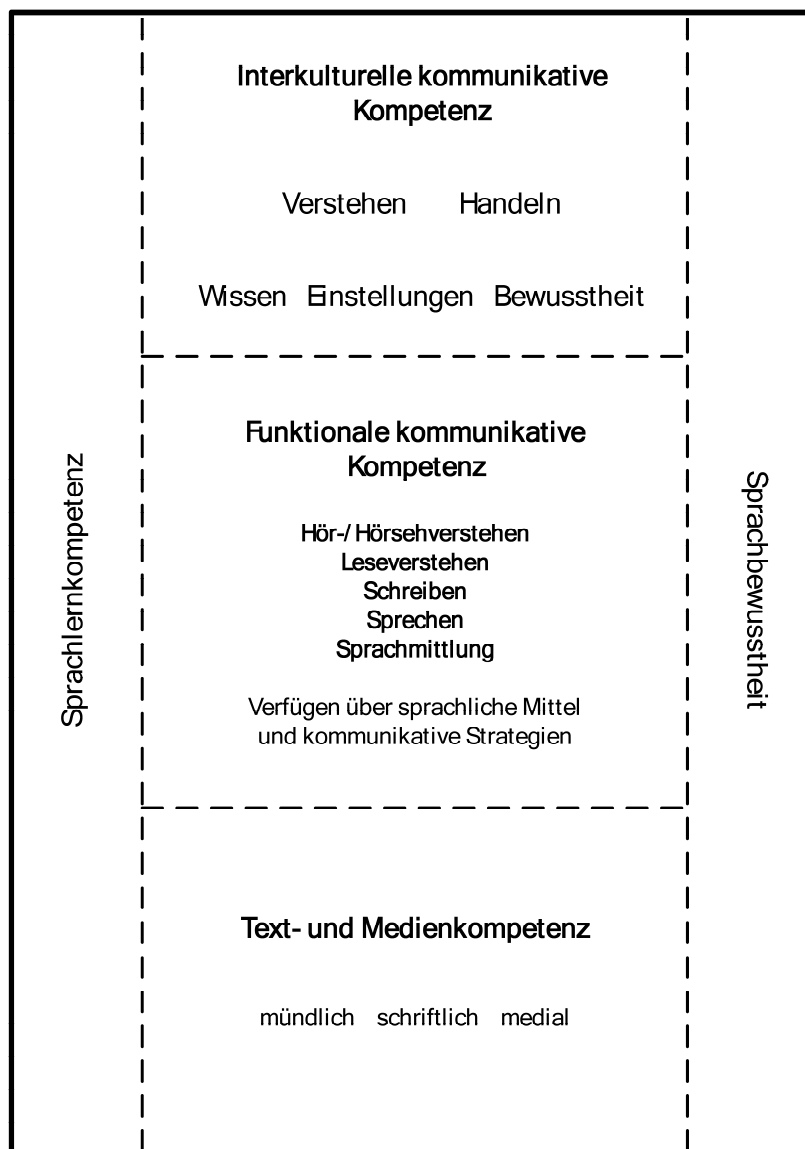 Interkulturelle kommunikative
Kompetenz
Verstehen Handeln
Wissen Einstellungen Bewusstheit
Sprachlernkompetenz
Funktionale kommunikative
Kompetenz
Hör-/ Hörsehverstehen
Leseverstehen
Schreiben
Sprechen
Sprachmittlung
Verfügen über sprachliche Mittel
und kommunikative Strategien
Sprachbewusstheit
Text- und Medienkompetenz
mündlich schriftlich medial